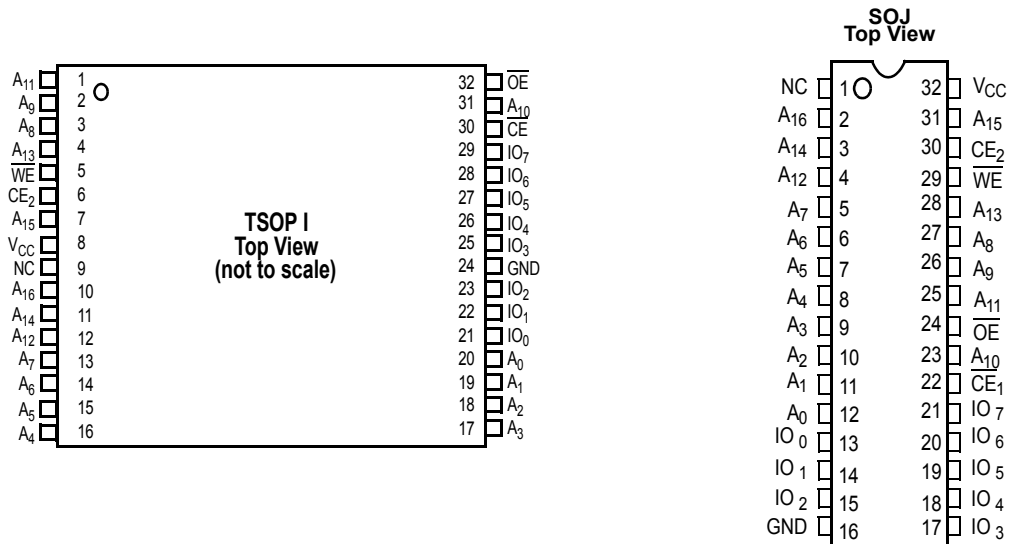 TSOP I
Top View
(not to scale)
A11 1
A9 2
A8 3
A13 4
W̅E̅ 5
CE2 6
A15 7
VCC 8
NC 9
A16 10
A14 11
A12 12
A7 13
A6 14
A5 15
A4 16
32 O̅E̅
31 A10
30 C̅E̅
29 IO7
28 IO6
27 IO5
26 IO4
25 IO3
24 GND
23 IO2
22 IO1
21 IO0
20 A0
19 A1
18 A2
17 A3
SOJ
Top View
NC 1
A16 2
A14 3
A12 4
A7 5
A6 6
A5 7
A4 8
A3 9
A2 10
A1 11
A0 12
IO 0 13
IO 1 14
IO 2 15
GND 16
32 VCC
31 A15
30 CE2
29 W̅E̅
28 A13
27 A8
26 A9
25 A11
24 O̅E̅
23 A10
22 C̅E̅1
21 IO 7
20 IO 6
19 IO 5
18 IO 4
17 IO 3